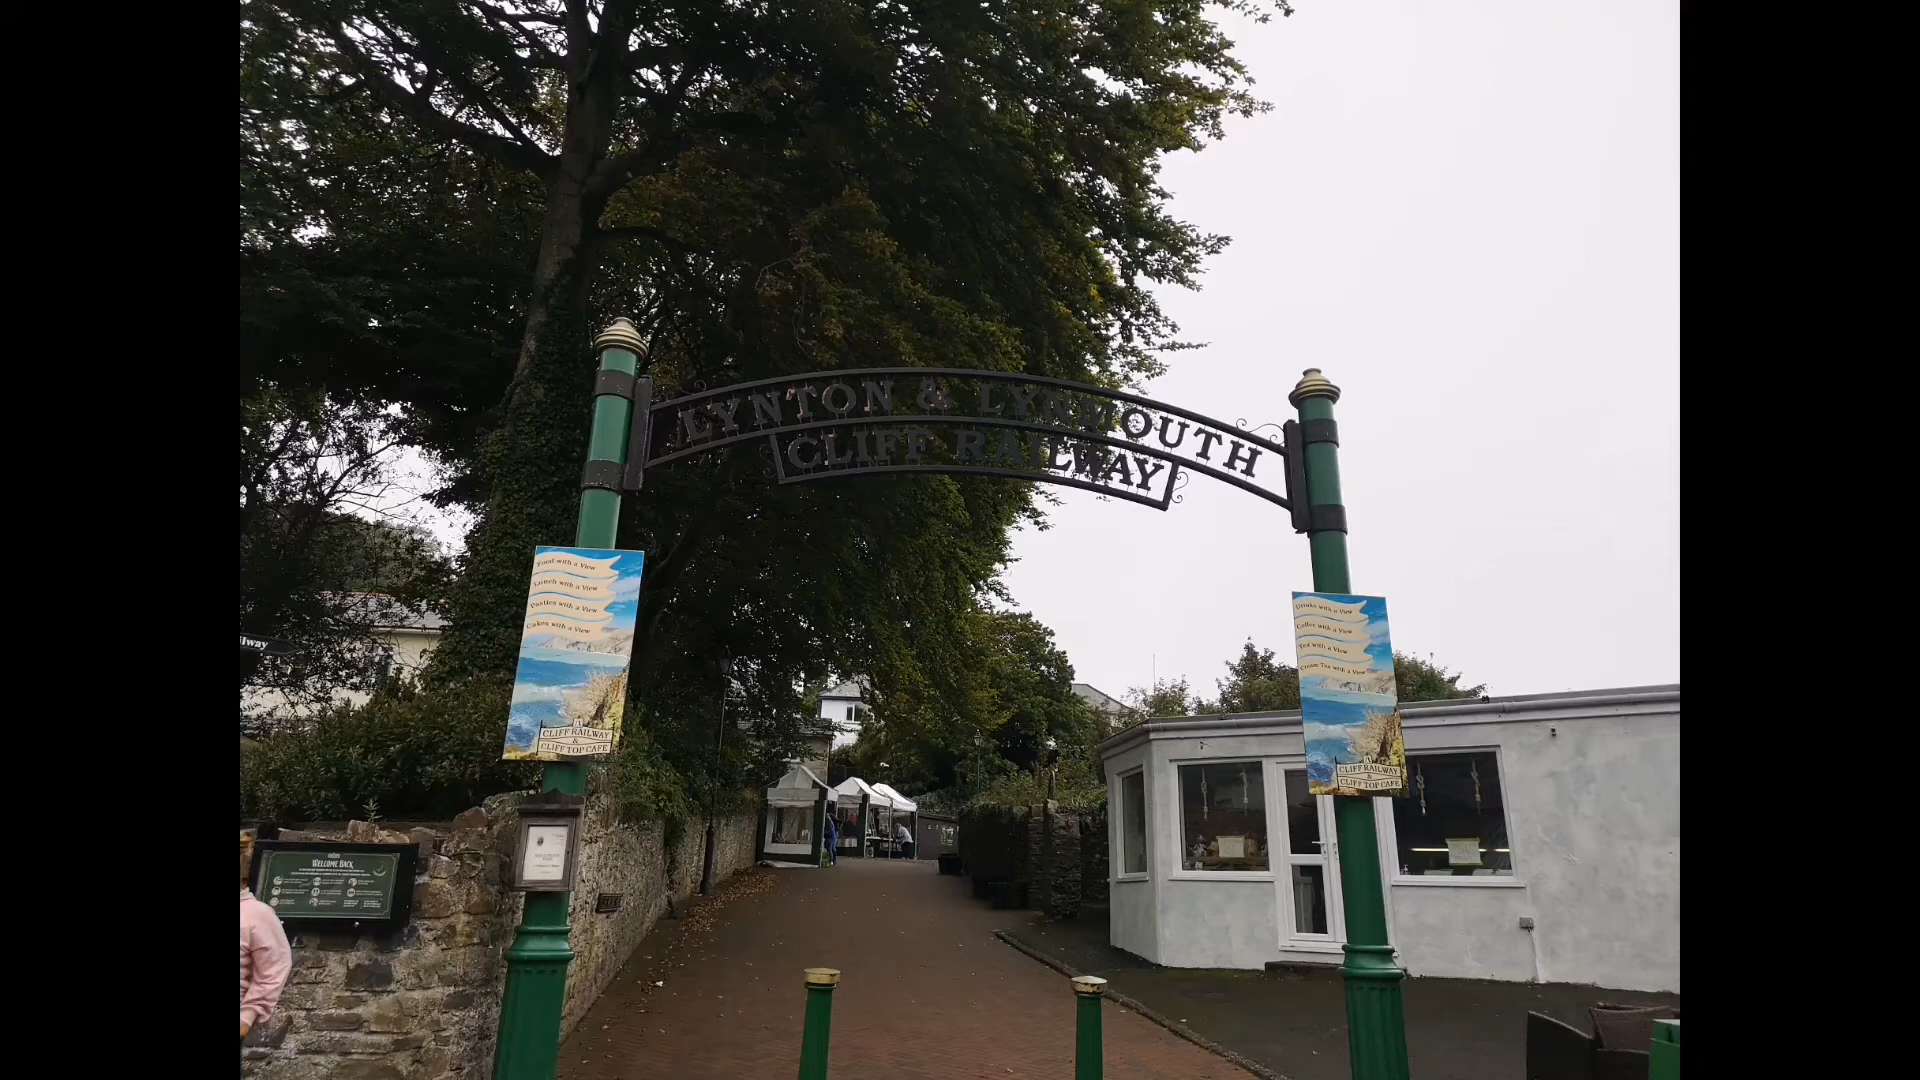 LYNTON & LYNMOUTH
CLIFF RAILWAY
Food with a View
Lunch with a View
Pasties with a View
Cakes with a View
CLIFF RAILWAY
&
CLIFF TOP CAFE
Drinks with a View
Coffee with a View
Tea with a View
Cream Tea with a View
CLIFF RAILWAY
&
CLIFF TOP CAFE
ilway
WELCOME BACK